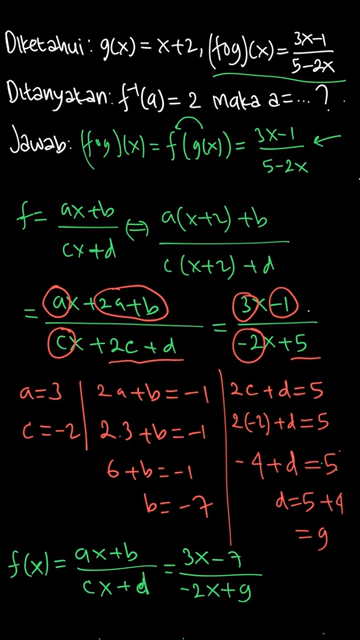 Diketahui: g(x) = x+2, (fog)(x) = 3x-1 / 5-2x
Ditanyakan: f⁻¹(a) = 2 maka a = ... ?
Jawab: (fog)(x) = f(g(x)) = 3x-1 / 5-2x
f = ax+b / cx+d ⇔ a(x+2)+b / c(x+2)+d
= ax+2a+b / cx+2c+d = 3x-1 / -2x+5
a=3 | 2a+b=-1 | 2c+d=5
c=-2 | 2.3+b=-1 | 2(-2)+d=5
6+b=-1 | -4+d=5
b=-7 | d=5+4
=9
f(x) = ax+b / cx+d = 3x-7 / -2x+9